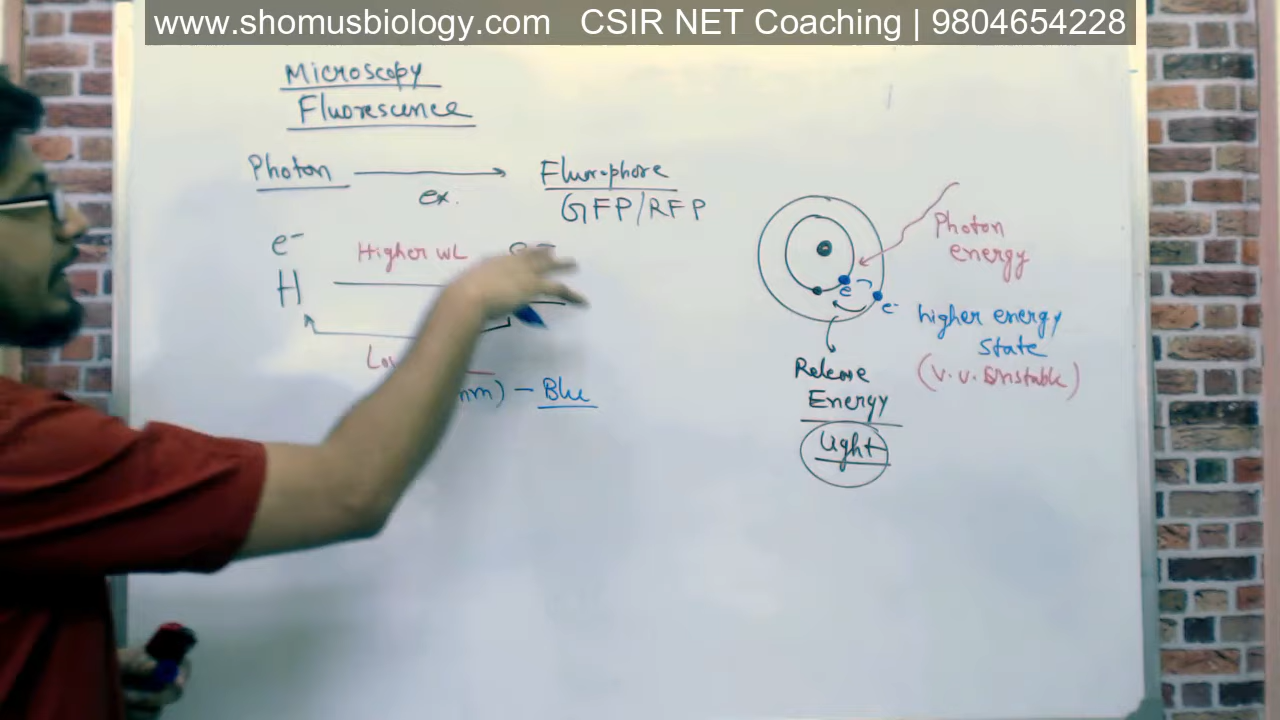 www.shomusbiology.com CSIR NET Coaching | 9804654228
Microscopy
Fluorescence
Photon
ex.
Fluorophore
GFP/RFP
e⁻
Higher WL
H
nm) – Blue
Photon
energy
e⁻
e⁻
higher energy
state
(v. v. Unstable)
Release
Energy
Light